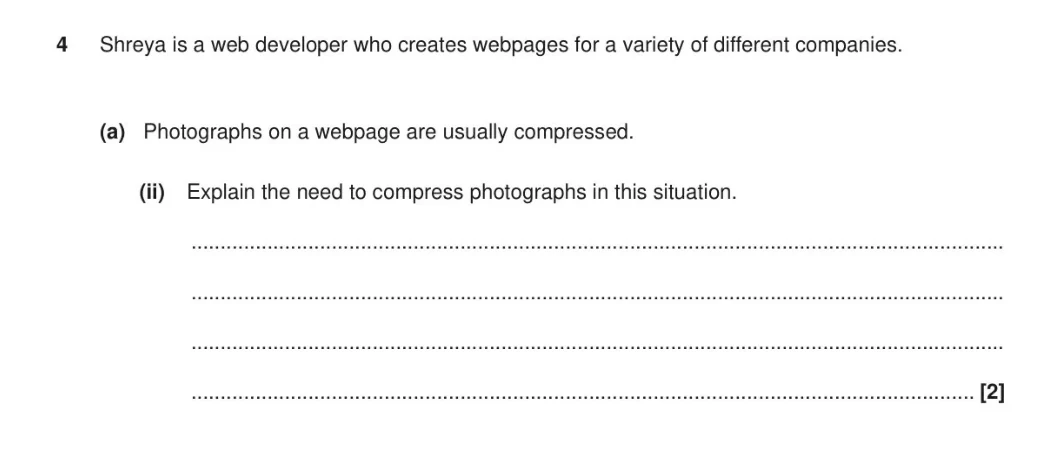 4 Shreya is a web developer who creates webpages for a variety of different companies.
(a) Photographs on a webpage are usually compressed.
(ii) Explain the need to compress photographs in this situation.
..........................................................................................
..........................................................................................
..........................................................................................
.......................................................................................... [2]